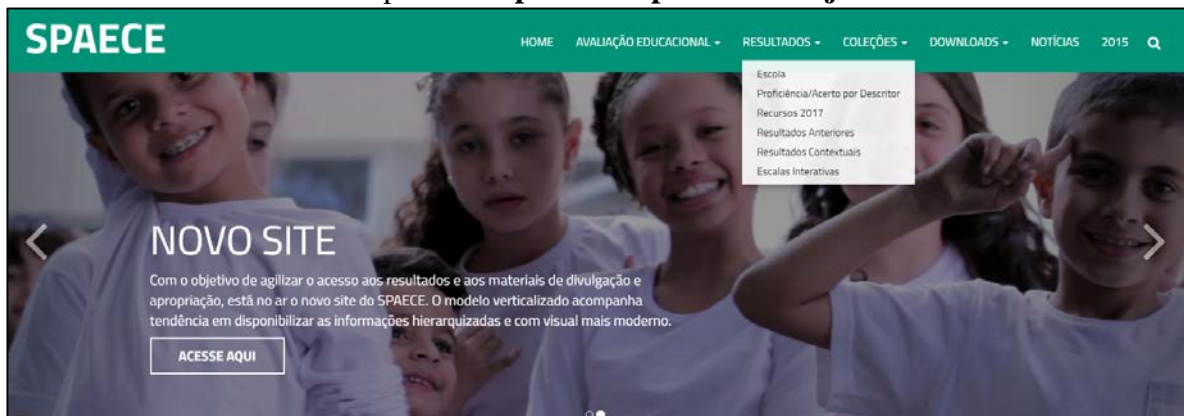 SPAECE
HOME AVALIAÇÃO EDUCACIONAL RESULTADOS COLEÇÕES DOWNLOADS NOTÍCIAS 2015
Escola
Proficiência/Acerto por Descritor
Recursos 2017
Resultados Anteriores
Resultados Contextuais
Escalas Interativas
NOVO SITE
Com o objetivo de agilizar o acesso aos resultados e aos materiais de divulgação e
apropriação, está no ar o novo site do SPAECE. O modelo verticalizado acompanha
tendência em disponibilizar as informações hierarquizadas e com visual mais moderno.
ACESSE AQUI